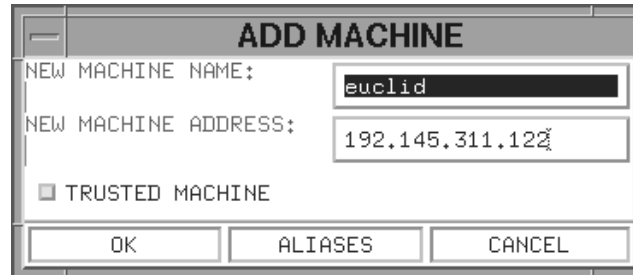 ADD MACHINE
NEW MACHINE NAME:
euclid
NEW MACHINE ADDRESS:
192.145.311.122
TRUSTED MACHINE
OK ALIASES CANCEL